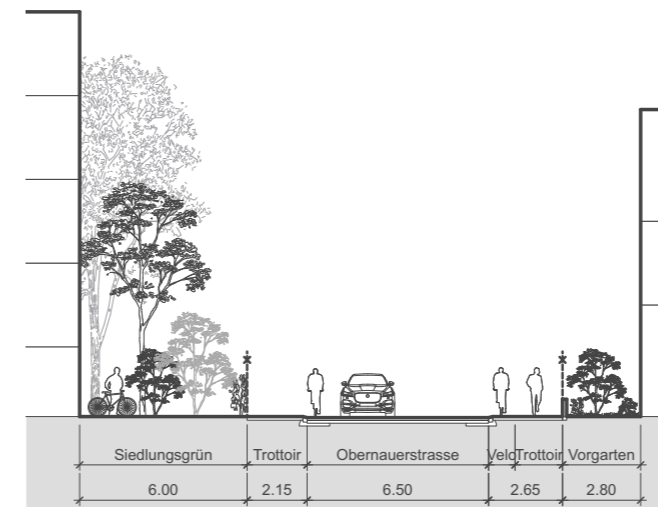 Siedlungsgrün Trottoir Obernauerstrasse Velo Trottoir Vorgarten
6.00 2.15 6.50 2.65 2.80